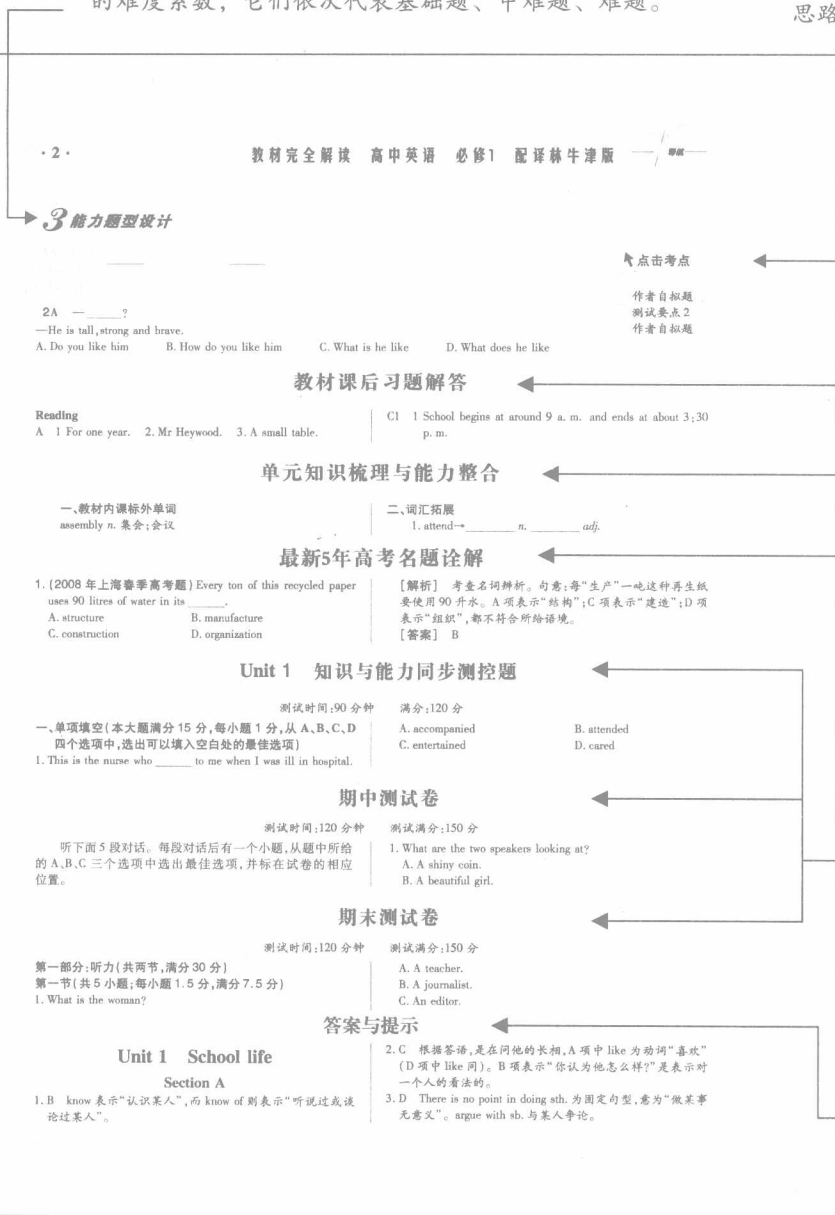 的难度系数，它们依次代表基础题、中难题、难题。
思路
·2·
教材完全解读 高中英语 必修1 配译林牛津版
3 能力题型设计
点击考点
作者自拟题
测试要点2
作者自拟题
2A —______?
—He is tall,strong and brave.
A. Do you like him B. How do you like him C. What is he like D. What does he like
教材课后习题解答
Reading
A 1 For one year. 2. Mr Heywood. 3. A small table.
C1 1 School begins at around 9 a. m. and ends at about 3:30
p. m.
单元知识梳理与能力整合
一、教材内课标外单词
assembly n. 集会;会议
二、词汇拓展
1. attend→________ n. ________ adj.
最新5年高考名题诠解
1. (2008年上海春季高考题) Every ton of this recycled paper
uses 90 litres of water in its ______.
A. structure B. manufacture
C. construction D. organization
[解析] 考查名词辨析。句意:每“生产”一吨这种再生纸
要使用90升水。A项表示“结构”;C项表示“建造”;D项
表示“组织”,都不符合所给语境。
[答案] B
Unit 1 知识与能力同步测控题
测试时间:90分钟 满分:120分
一、单项填空(本大题满分15分,每小题1分,从A、B、C、D
四个选项中,选出可以填入空白处的最佳选项)
1. This is the nurse who ______ to me when I was ill in hospital.
A. accompanied B. attended
C. entertained D. cared
期中测试卷
测试时间:120分钟 测试满分:150分
听下面5段对话。每段对话后有一个小题,从题中所给
的A、B、C三个选项中选出最佳选项,并标在试卷的相应
位置。
1. What are the two speakers looking at?
A. A shiny coin.
B. A beautiful girl.
期末测试卷
测试时间:120分钟 测试满分:150分
第一部分:听力(共两节,满分30分)
第一节(共5小题;每小题1.5分,满分7.5分)
1. What is the woman?
A. A teacher.
B. A journalist.
C. An editor.
答案与提示
Unit 1 School life
Section A
1. B know表示“认识某人”,而know of则表示“听说过或谈
论过某人”。
2. C 根据答语,是在问他的长相,A项中like为动词“喜欢”
(D项中like同)。B项表示“你认为他怎么样?”是表示对
一个人的看法的。
3. D There is no point in doing sth.为固定句型,意为“做某事
无意义”。argue with sb.与某人争论。